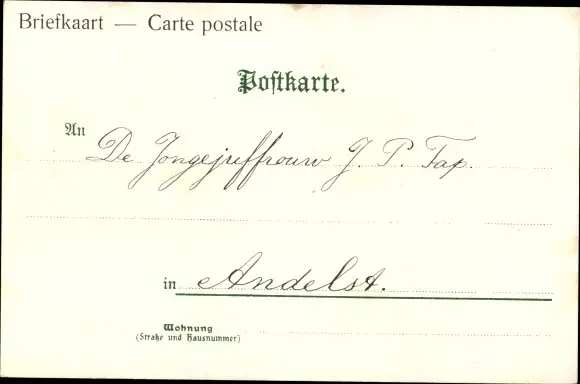 Briefkaart — Carte postale
Postkarte.
An De Jongejuffrouw J. P. Tap.
in Andelst.
Wohnung
(Straße und Hausnummer)